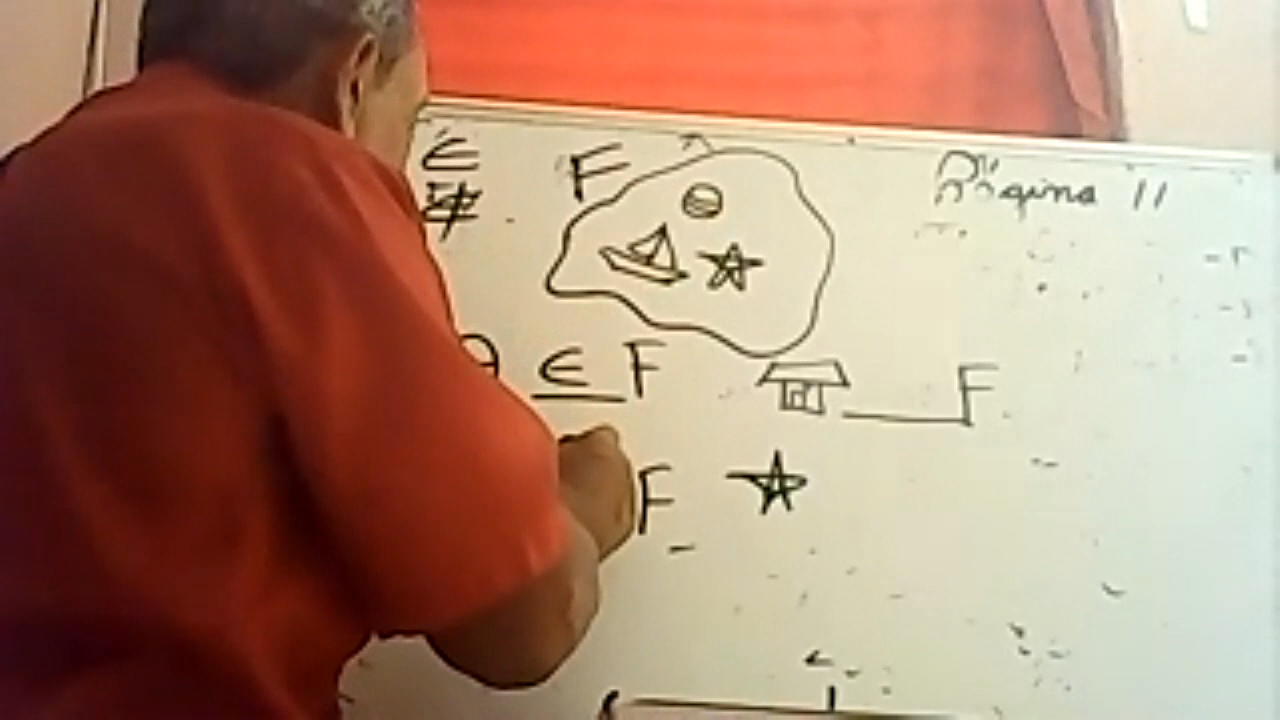 ∈ F Página 11
∉
∈ F F
F